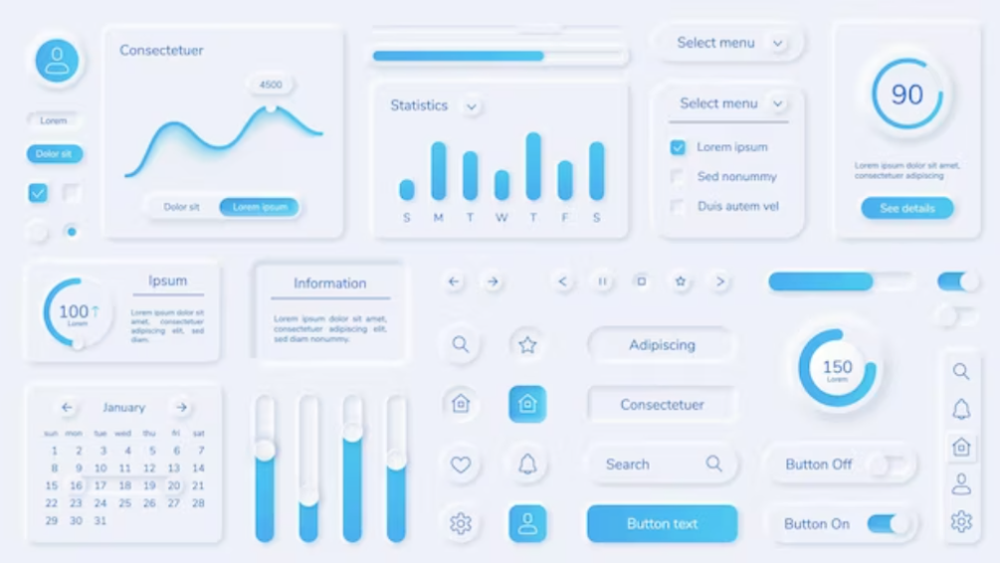 Consectetuer
4500
Dolor sit
Lorem ipsum
Lorem
Dolor sit
Statistics
S M T W T F S
Select menu
Select menu
Lorem ipsum
Sed nonummy
Duis autem vel
90
Lorem ipsum dolor sit amet,
consectetuer adipiscing
See details
100
Lorem
Ipsum
Lorem ipsum dolor sit
amet, consectetuer
adipiscing elit, sed
diam.
Information
Lorem ipsum dolor sit amet,
consectetuer adipiscing elit,
sed diam nonummy.
January
sun mon tue wed thu fri sat
1 2 3 4 5 6 7
8 9 10 11 12 13 14
15 16 17 18 19 20 21
22 23 24 25 26 27 28
29 30 31
Adipiscing
Consectetuer
Search
Button text
150
Lorem
Button Off
Button On